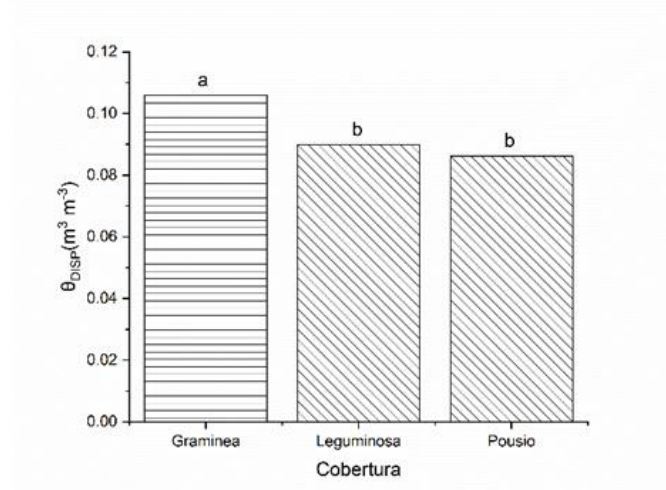 0.12
0.10
0.08
0.06
0.04
0.02
0.00
θDISP(m³ m⁻³)
a
b
b
Graminea
Leguminosa
Pousio
Cobertura